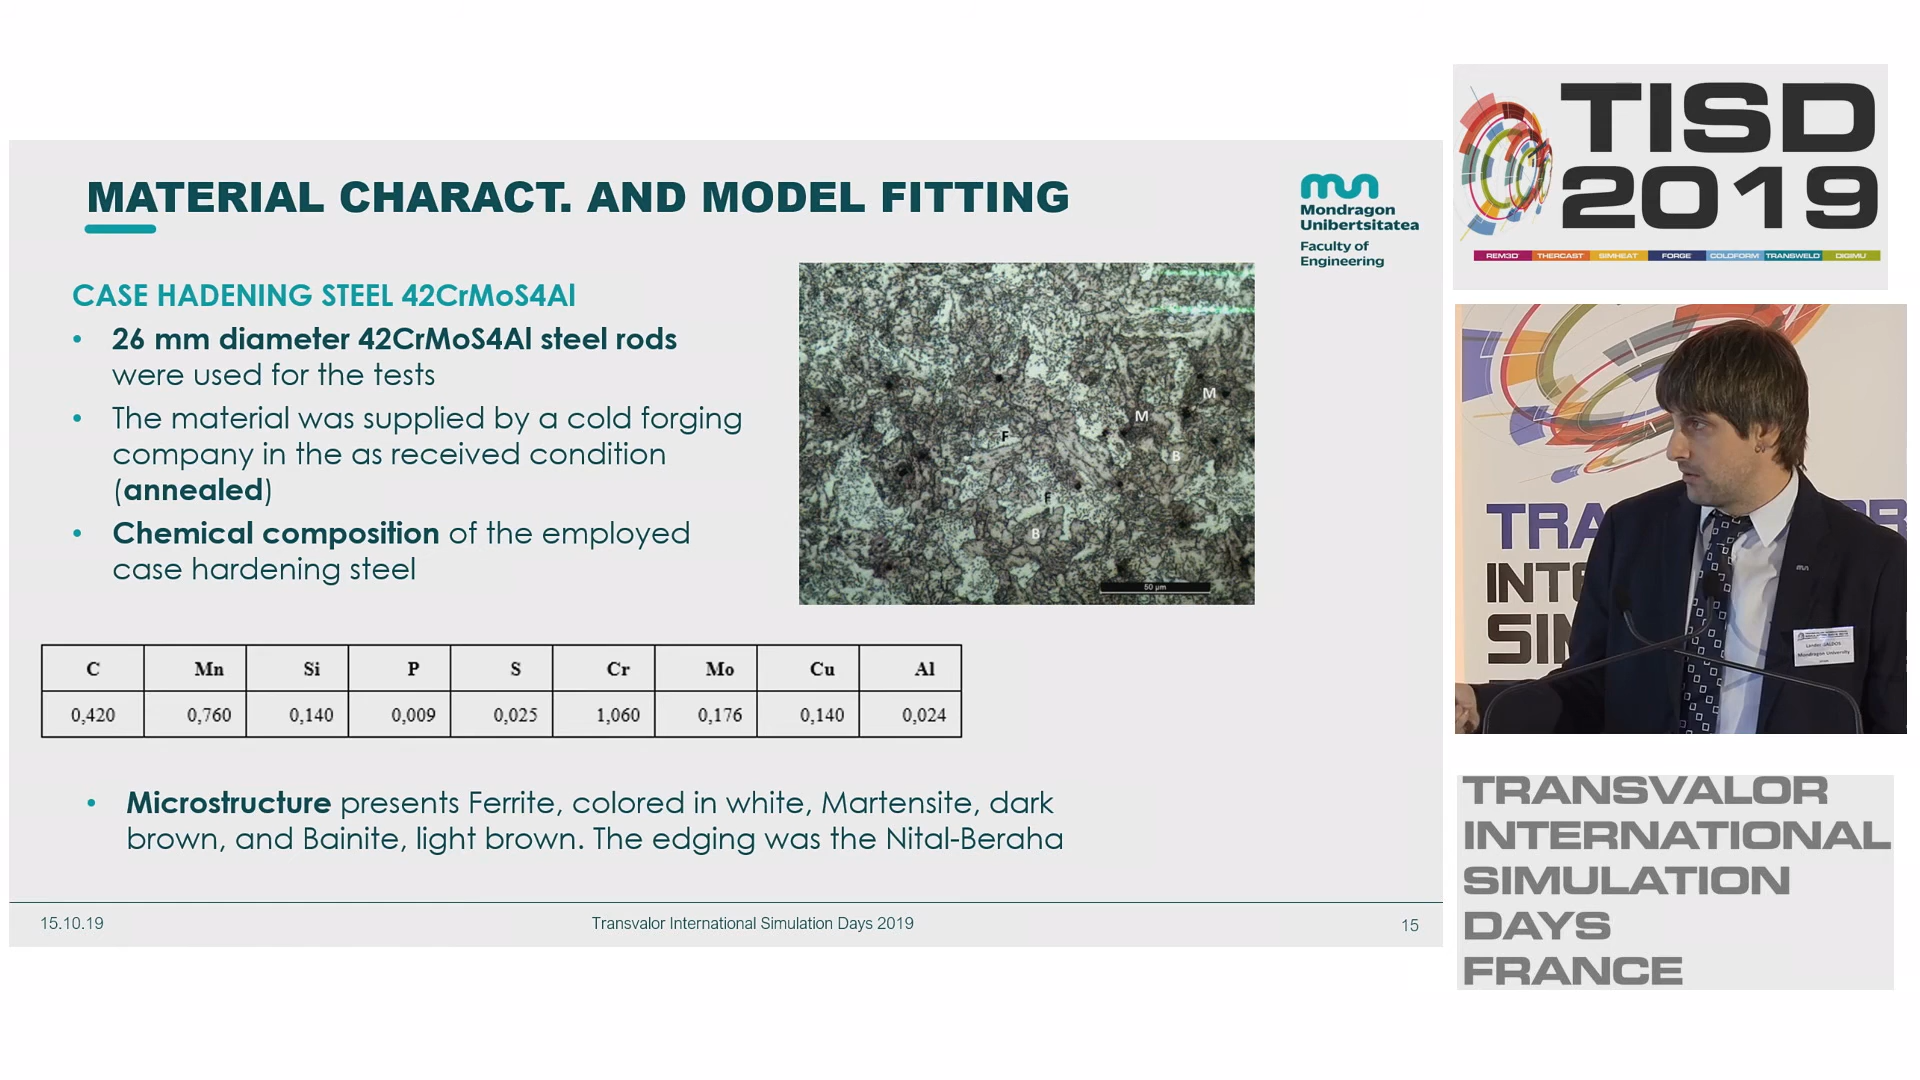 MATERIAL CHARACT. AND MODEL FITTING
Mondragon
Unibertsitatea
Faculty of
Engineering
CASE HADENING STEEL 42CrMoS4Al
• 26 mm diameter 42CrMoS4Al steel rods
were used for the tests
• The material was supplied by a cold forging
company in the as received condition
(annealed)
• Chemical composition of the employed
case hardening steel
M
M
F
B
F
B
50 µm
C Mn Si P S Cr Mo Cu Al
0,420 0,760 0,140 0,009 0,025 1,060 0,176 0,140 0,024
• Microstructure presents Ferrite, colored in white, Martensite, dark
brown, and Bainite, light brown. The edging was the Nital-Beraha
15.10.19
Transvalor International Simulation Days 2019
15
TISD
2019
REM3D THERCAST SIMHEAT FORGE COLDFORM TRANSWELD DIGIMU
TRA
INTE
SIM
Mondragon University
TRANSVALOR
INTERNATIONAL
SIMULATION
DAYS
FRANCE